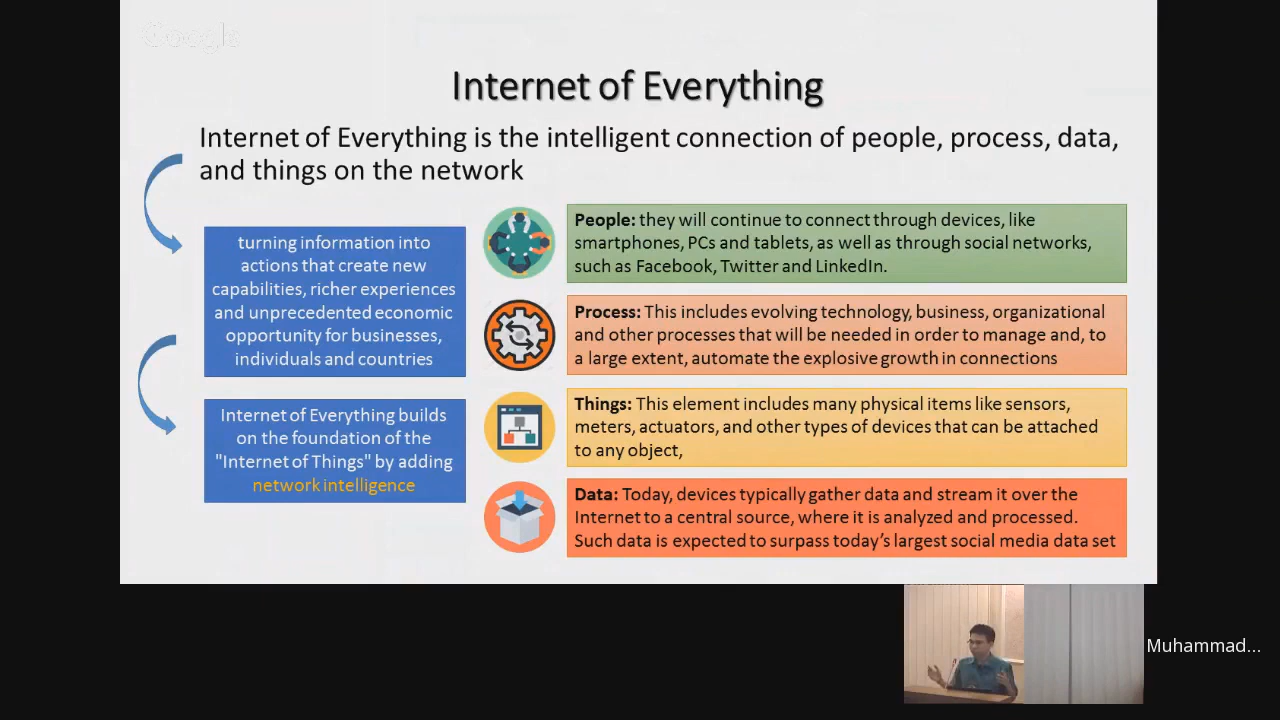 Google
Internet of Everything
Internet of Everything is the intelligent connection of people, process, data,
and things on the network
turning information into
actions that create new
capabilities, richer experiences
and unprecedented economic
opportunity for businesses,
individuals and countries
Internet of Everything builds
on the foundation of the
"Internet of Things" by adding
network intelligence
People: they will continue to connect through devices, like
smartphones, PCs and tablets, as well as through social networks,
such as Facebook, Twitter and LinkedIn.
Process: This includes evolving technology, business, organizational
and other processes that will be needed in order to manage and, to
a large extent, automate the explosive growth in connections
Things: This element includes many physical items like sensors,
meters, actuators, and other types of devices that can be attached
to any object,
Data: Today, devices typically gather data and stream it over the
Internet to a central source, where it is analyzed and processed.
Such data is expected to surpass today’s largest social media data set
Muhammad...